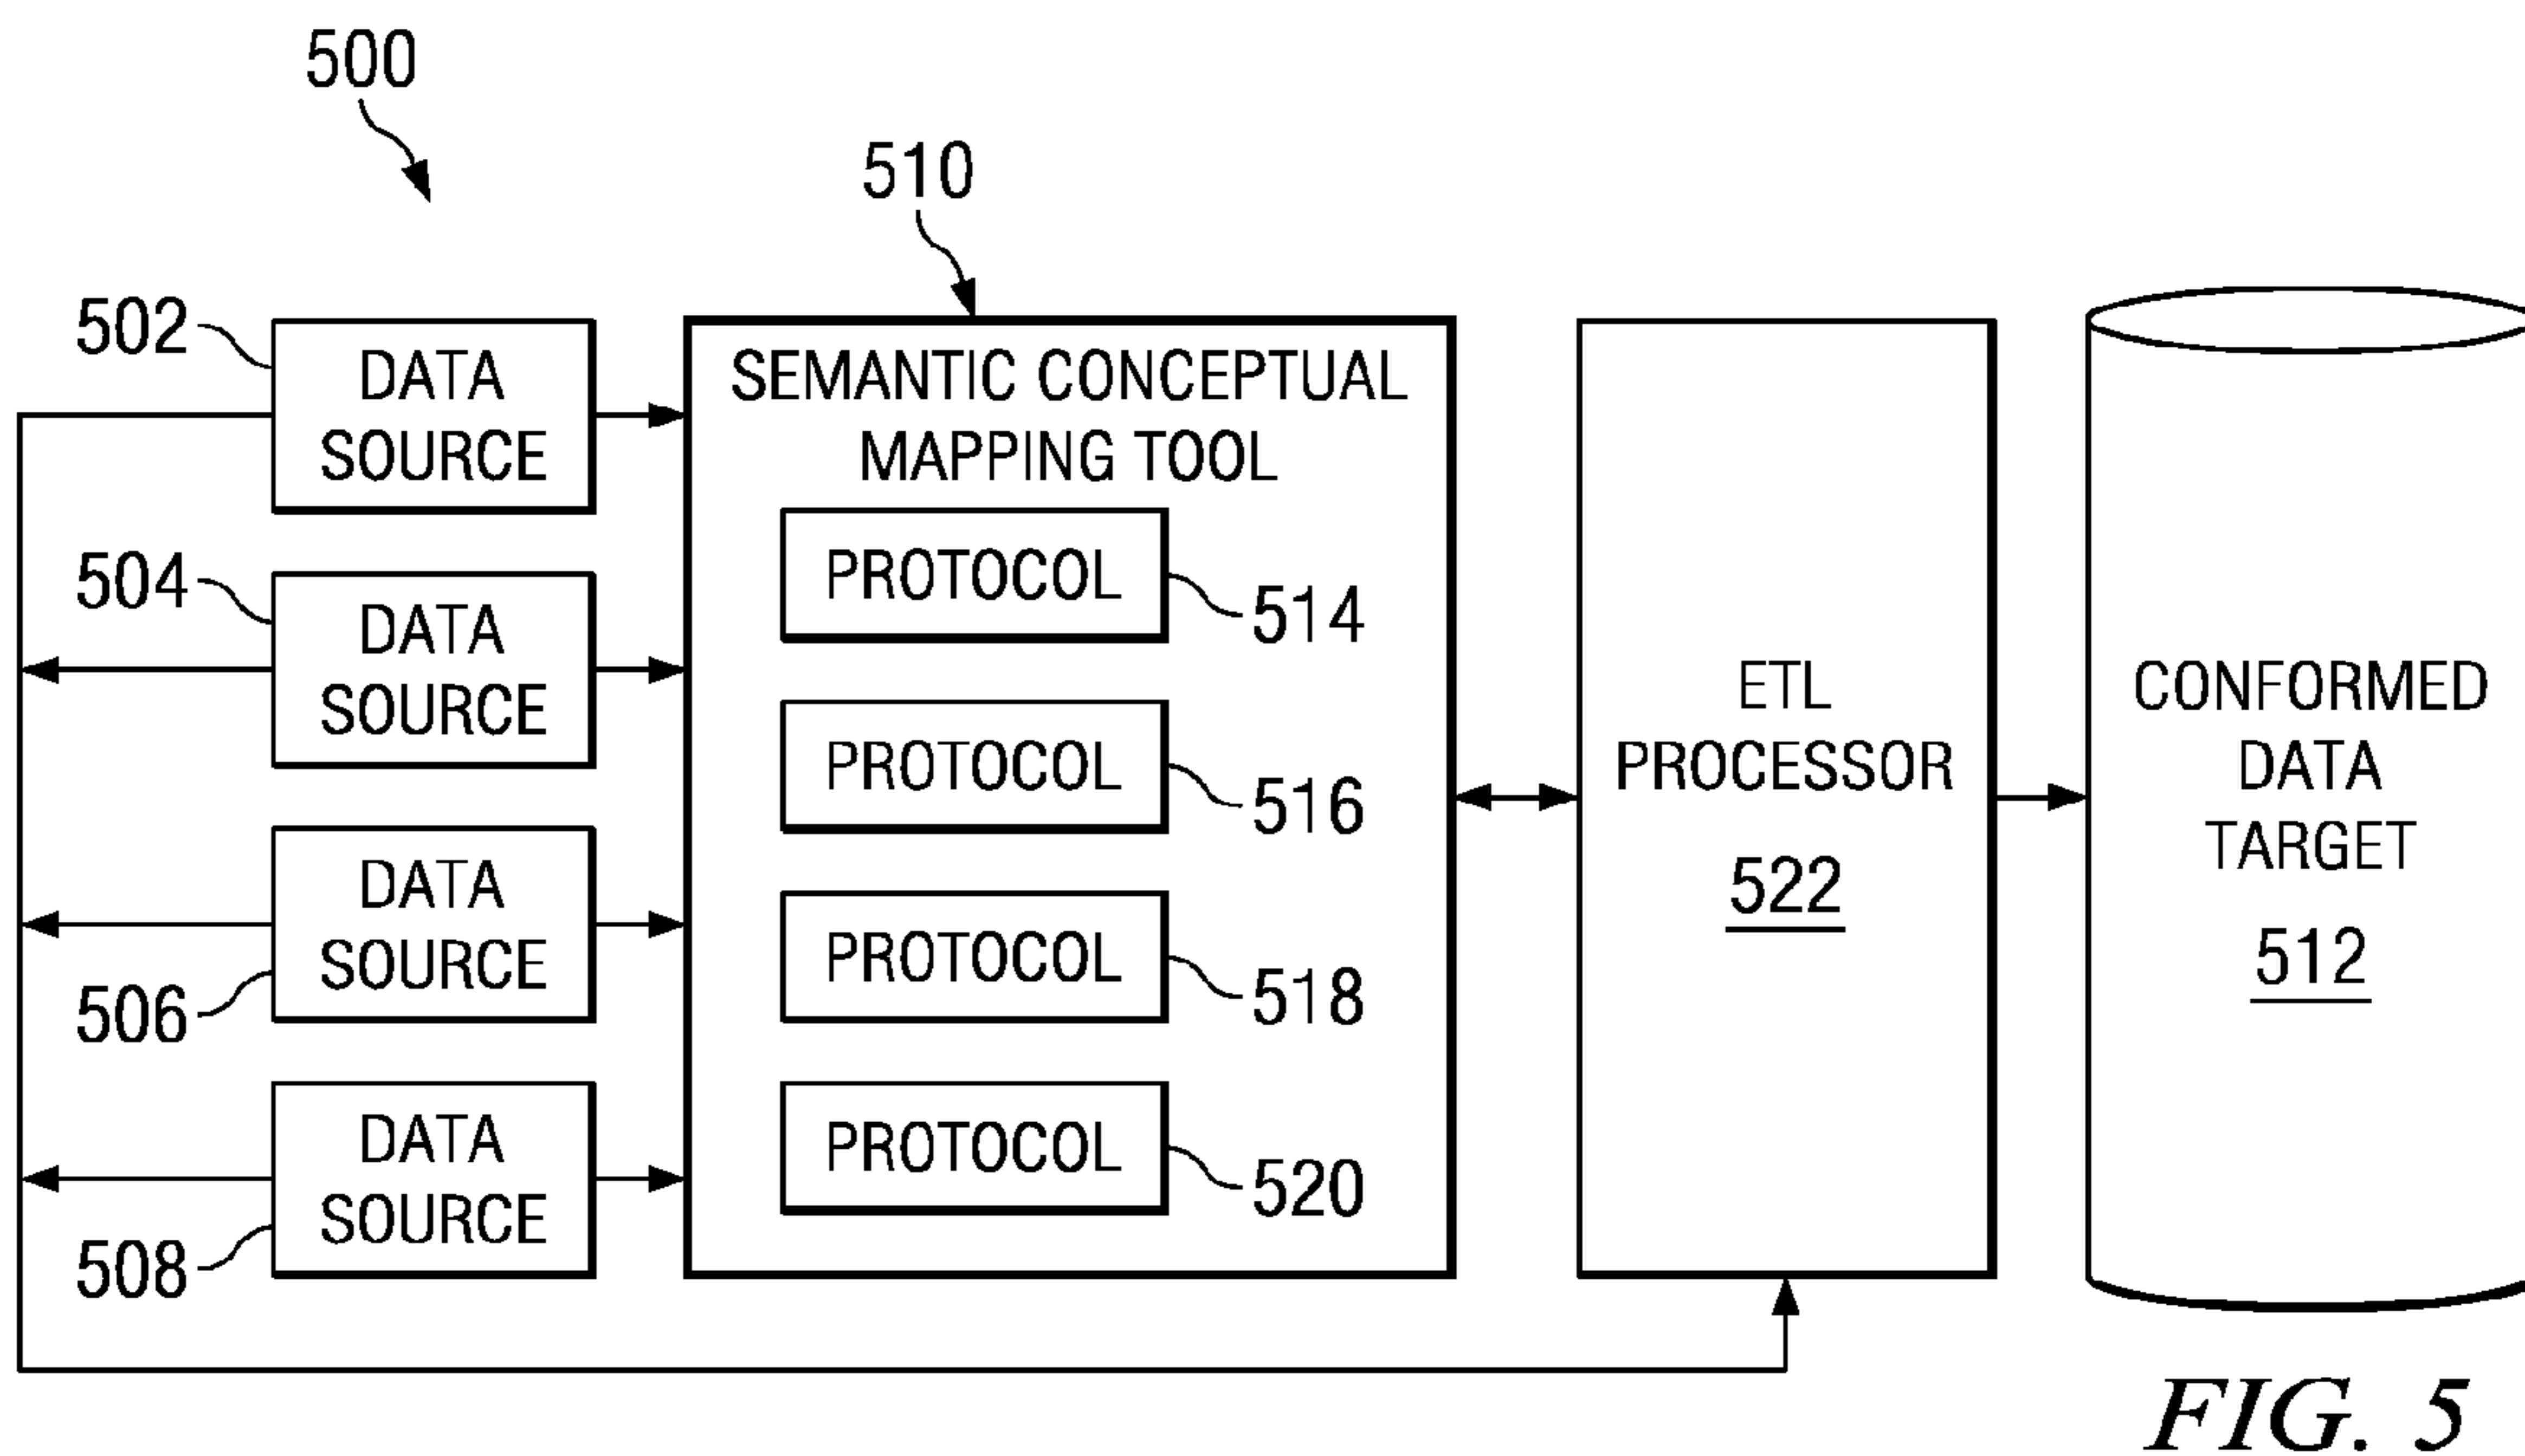 500
510
502
DATA
SOURCE
504
DATA
SOURCE
506
DATA
SOURCE
508
DATA
SOURCE
SEMANTIC CONCEPTUAL
MAPPING TOOL
PROTOCOL
514
PROTOCOL
516
PROTOCOL
518
PROTOCOL
520
ETL
PROCESSOR
522
CONFORMED
DATA
TARGET
512
FIG. 5